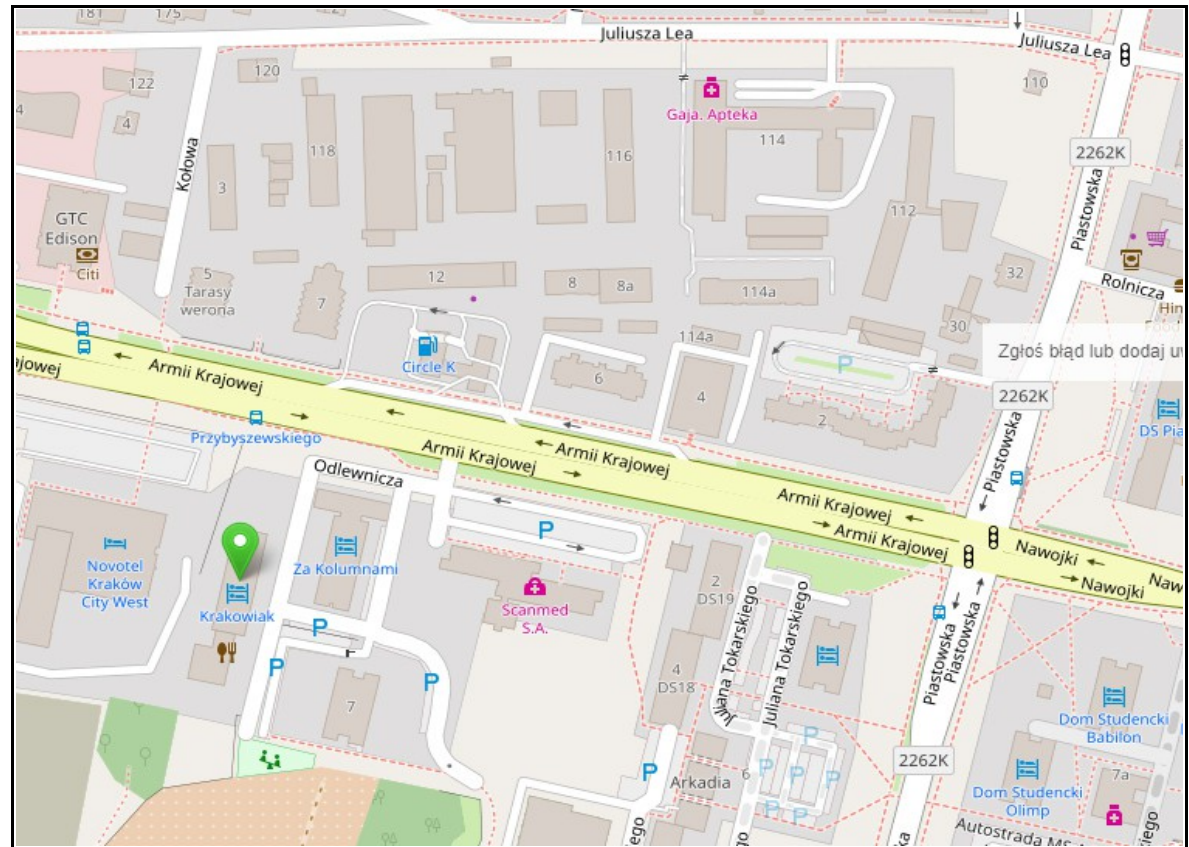 181
175
Juliusza Lea
Juliusza Lea
122
120
110
4
4
Gaja. Apteka
118
116
114
2262K
Kołowa
3
Piastowska
GTC
Edison
Citi
112
5
Tarasy
werona
7
12
8
8a
114a
32
Rolnicza
30
114a
Zgłoś błąd lub dodaj
Circle K
P
6
4
2
2262K
Armii Krajowej
DS
Przybyszewskiego
Armii Krajowej
Armii Krajowej
Piastowska
Odlewnicza
Armii Krajowej
Armii Krajowej
Nawojki
Nawojki
P
Novotel
Kraków
City West
Za Kolumnami
Krakowiak
Scanmed
S.A.
2
DS19
Juliana Tokarskiego
Juliana Tokarskiego
Piastowska
Piastowska
P
P
P
4
DS18
7
Dom Studencki
Babilon
P
P
P
P
P
P
P
2262K
Arkadia
6
7a
Dom Studencki
Olimp
Autostrada